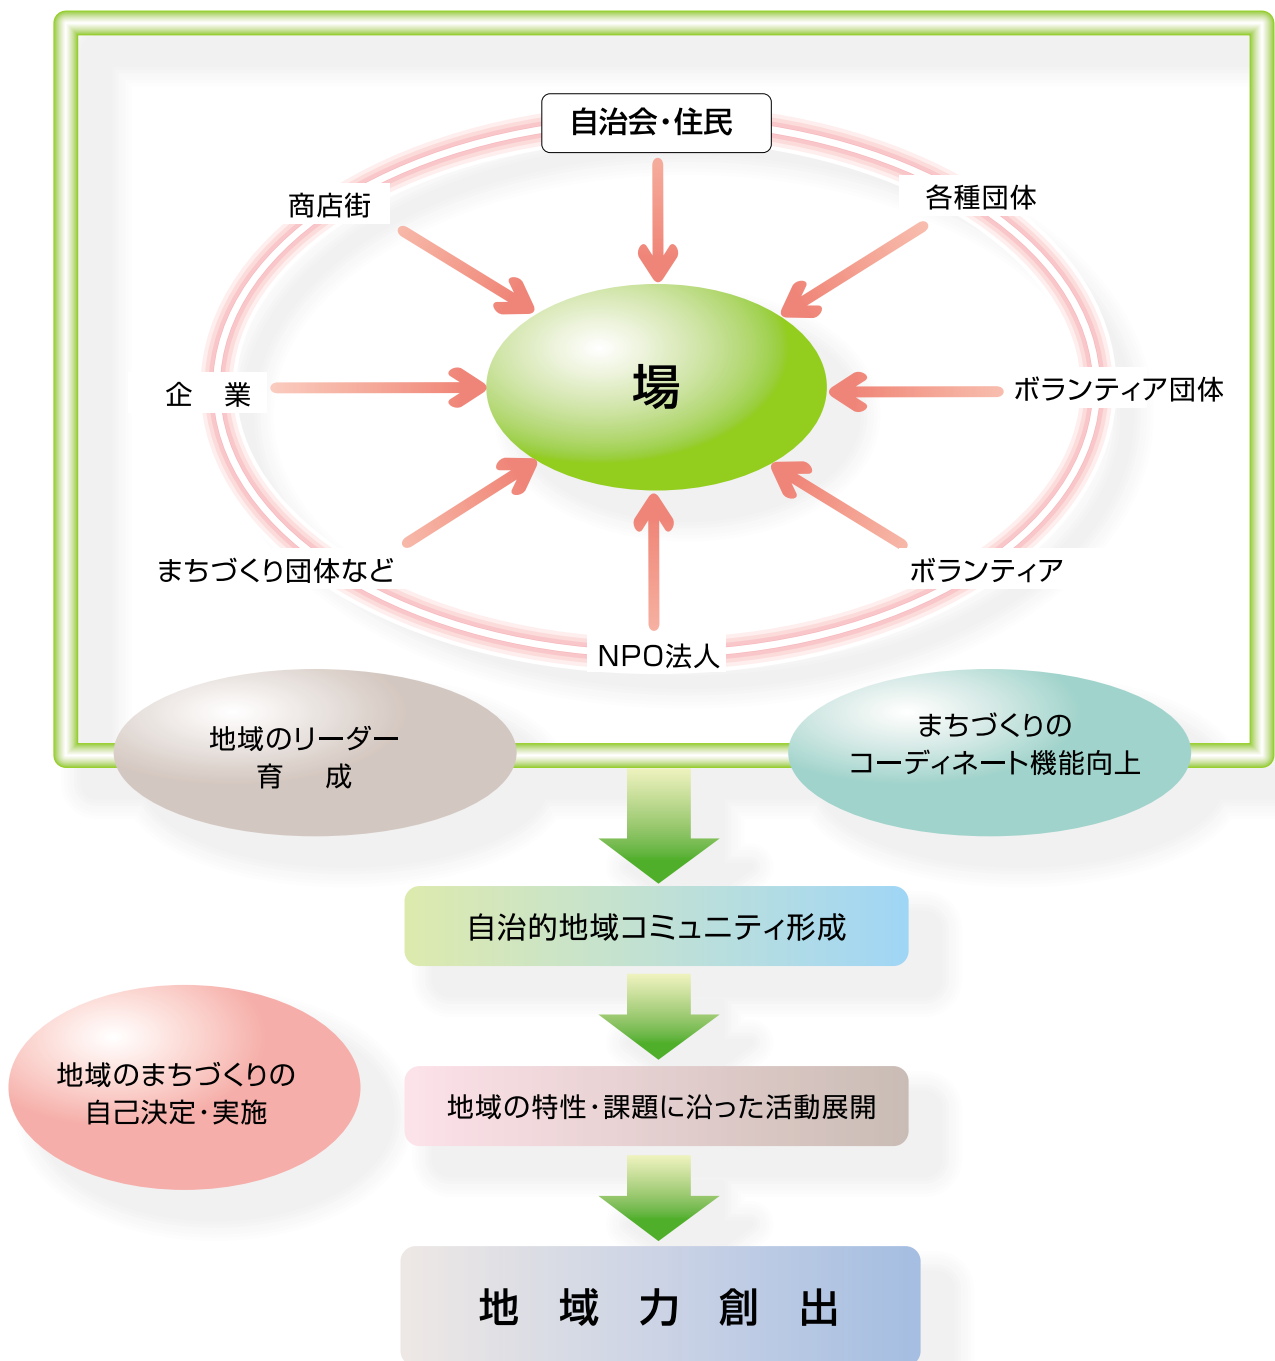 自治会・住民
商店街
各種団体
場
企　業
ボランティア団体
まちづくり団体など
ボランティア
NPO法人
地域のリーダー
育　成
まちづくりの
コーディネート機能向上
自治的地域コミュニティ形成
地域のまちづくりの
自己決定・実施
地域の特性・課題に沿った活動展開
地　域　力　創　出